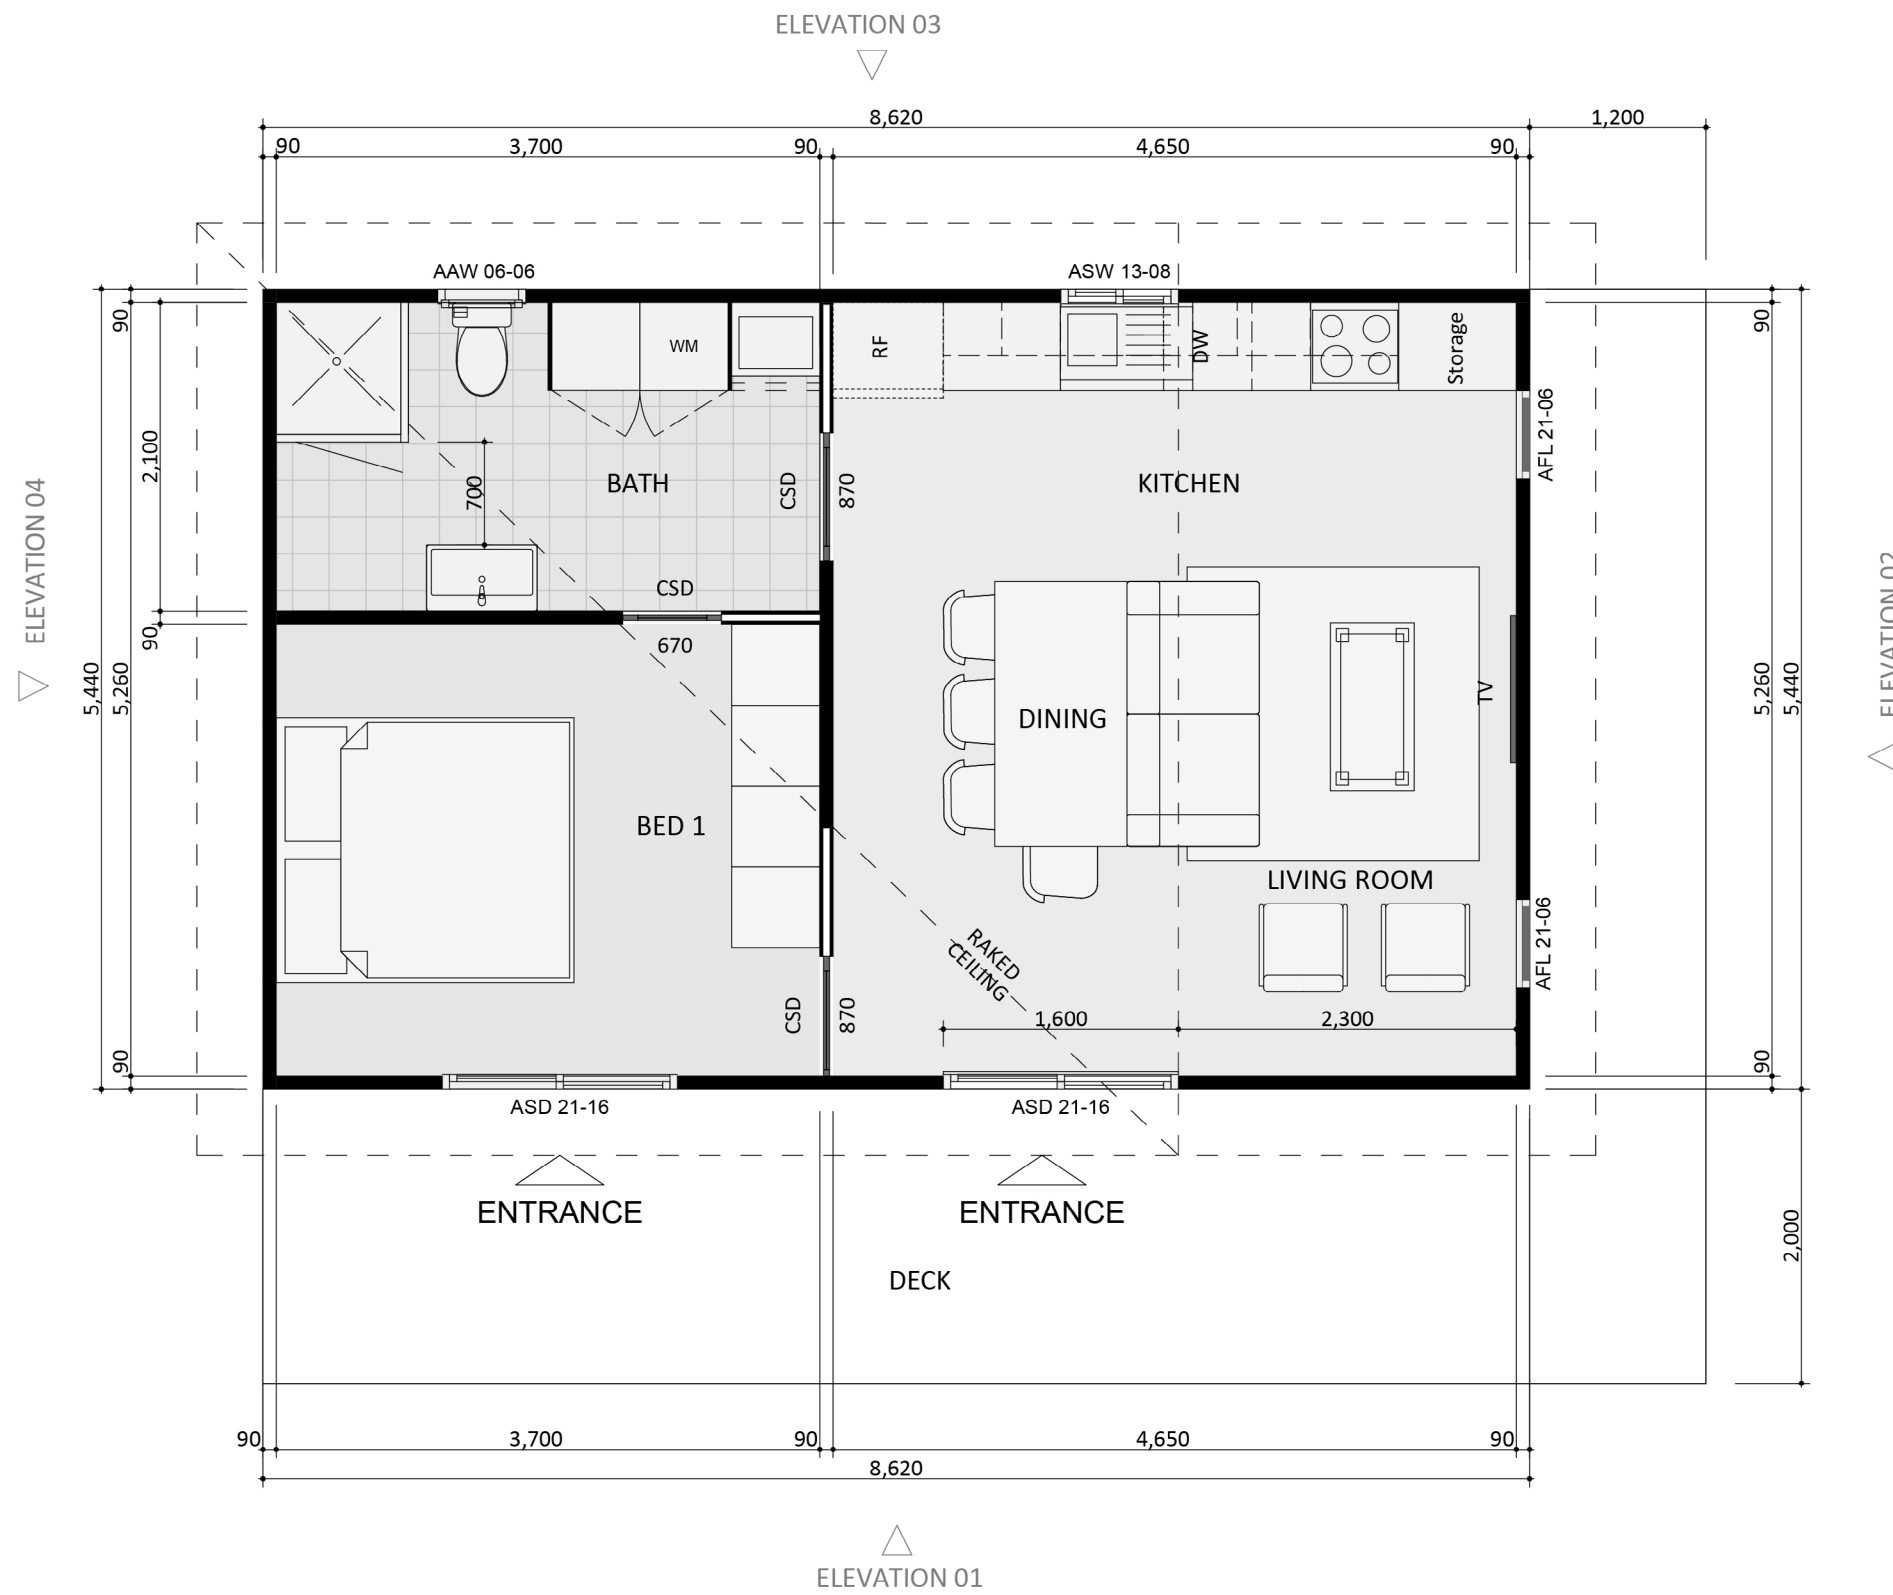 ELEVATION 03
8,620
1,200
90
3,700
90
4,650
90
AAW 06-06
ASW 13-08
90
2,100
90
5,440
5,260
90
ELEVATION 04
WM
RF
DW
Storage
AFL 21-06
90
700
BATH
CSD
870
KITCHEN
CSD
670
BED 1
DINING
TV
5,260
5,440
ELEVATION 02
LIVING ROOM
RAKED
CEILING
AFL 21-06
CSD
870
1,600
2,300
90
ASD 21-16
ASD 21-16
ENTRANCE
ENTRANCE
DECK
2,000
90
3,700
90
4,650
90
8,620
ELEVATION 01